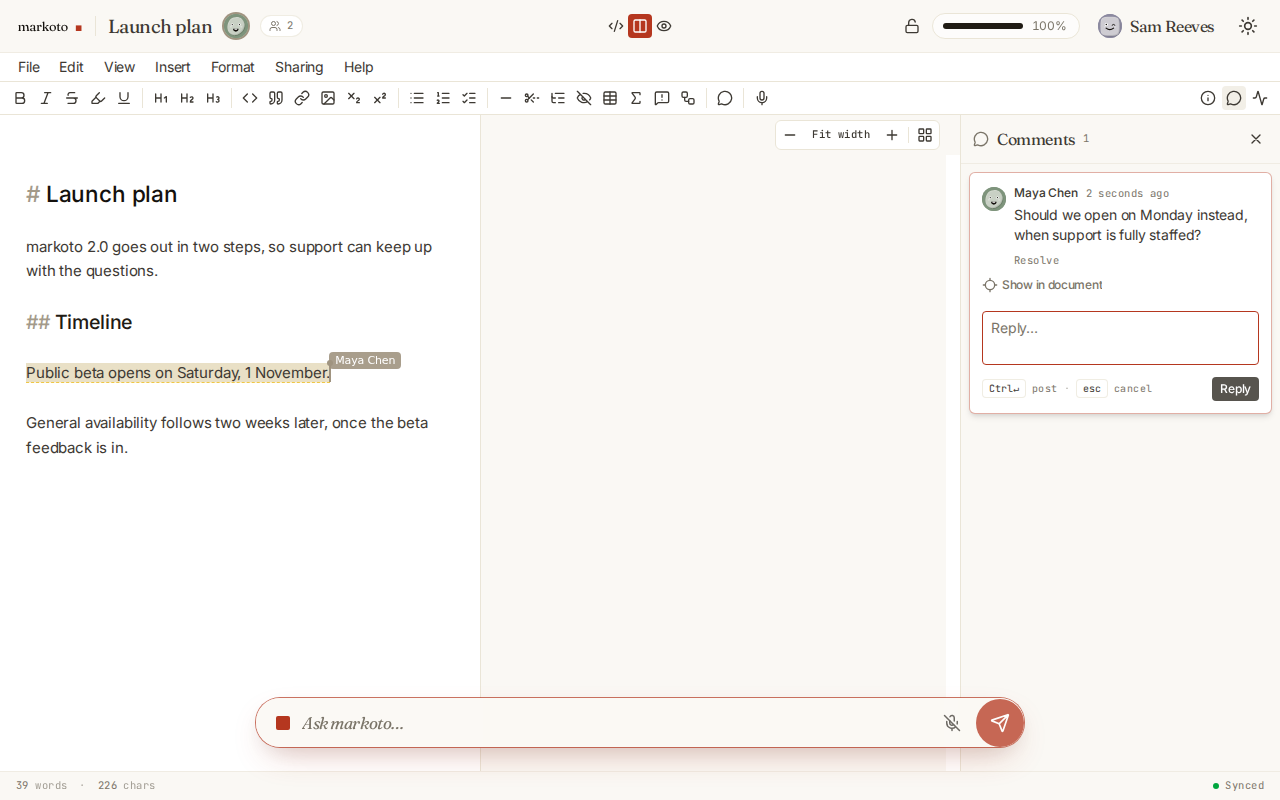 markoto
Launch plan
2
100%
Sam Reeves
File Edit View Insert Format Sharing Help
H1 H2 H3
Fit width
Comments 1
# Launch plan
markoto 2.0 goes out in two steps, so support can keep up
with the questions.
## Timeline
Maya Chen
Public beta opens on Saturday, 1 November.
General availability follows two weeks later, once the beta
feedback is in.
Maya Chen 2 seconds ago
Should we open on Monday instead,
when support is fully staffed?
Resolve
Show in document
Reply...
Ctrl↵ post · esc cancel
Reply
Ask markoto...
39 words · 226 chars
Synced